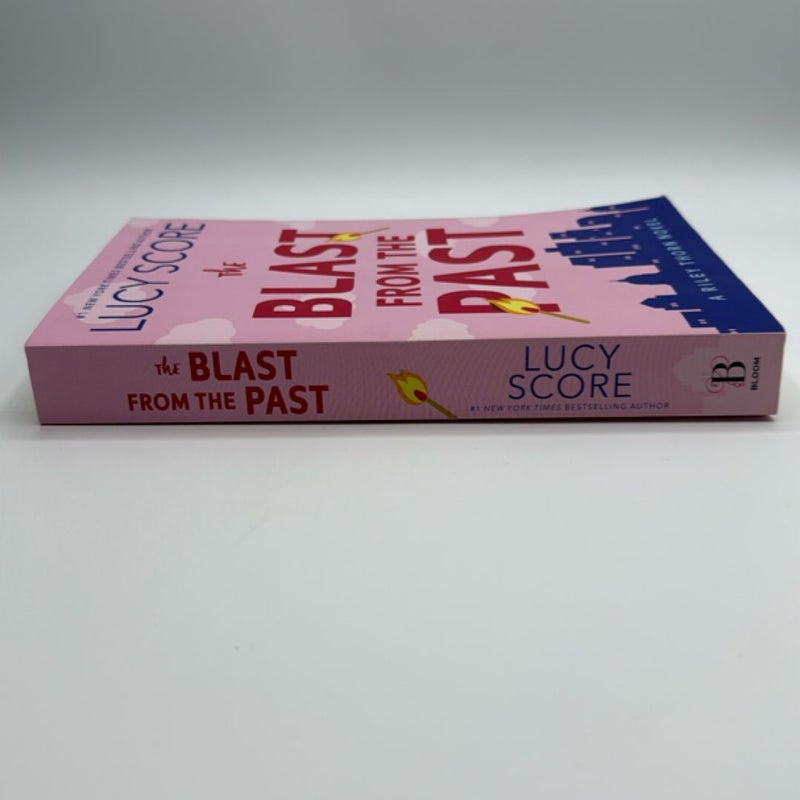 #1 NEW YORK TIMES BESTSELLING AUTHOR
LUCY SCORE
the
BLAST
FROM THE
PAST
A RILEY THORN NOVEL
the BLAST
FROM THE PAST
LUCY
SCORE
#1 NEW YORK TIMES BESTSELLING AUTHOR
B
BLOOM